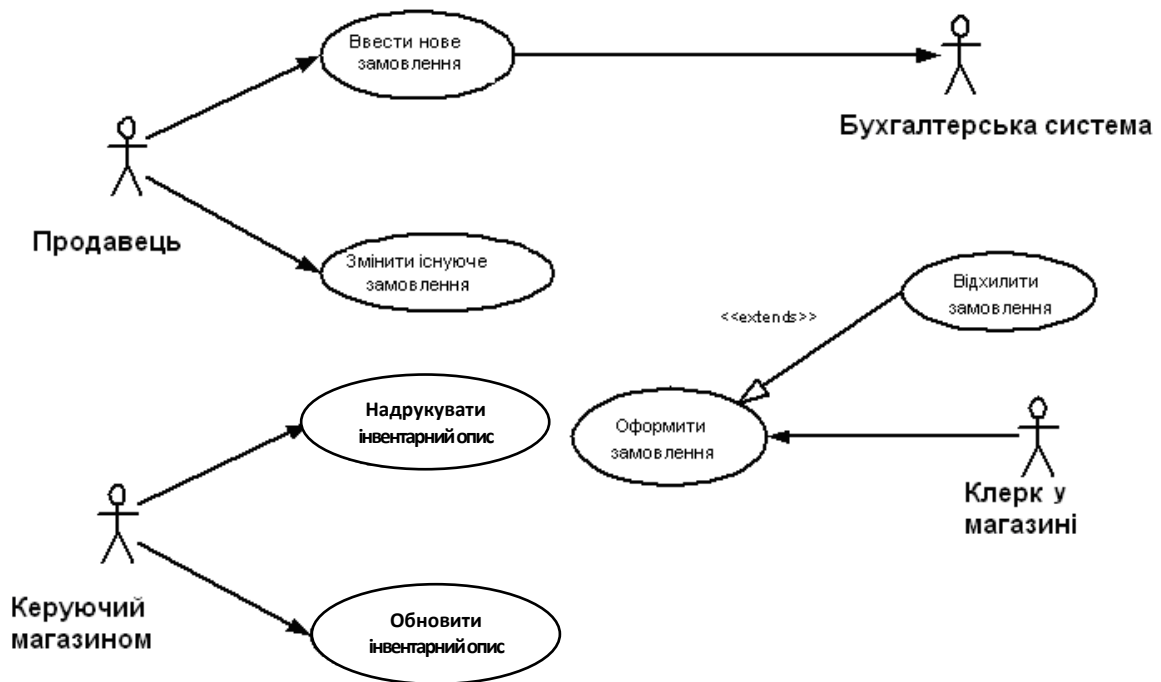 Ввести нове
замовлення
Бухгалтерська система
Продавець
Змінити існуюче
замовлення
Відхилити
замовлення
<<extends>>
Надрукувати
інвентарний опис
Оформити
замовлення
Клерк у
магазині
Керуючий
магазином
Обновити
інвентарний опис